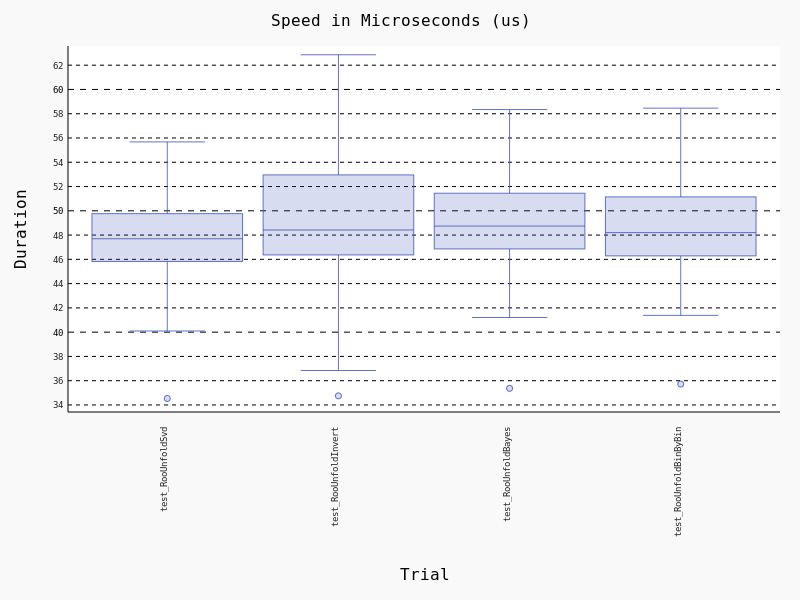 Speed in Microseconds (us)
Duration
62
60
58
56
54
52
50
48
46
44
42
40
38
36
34
test_RooUnfoldSvd
test_RooUnfoldInvert
test_RooUnfoldBayes
test_RooUnfoldBinByBin
Trial